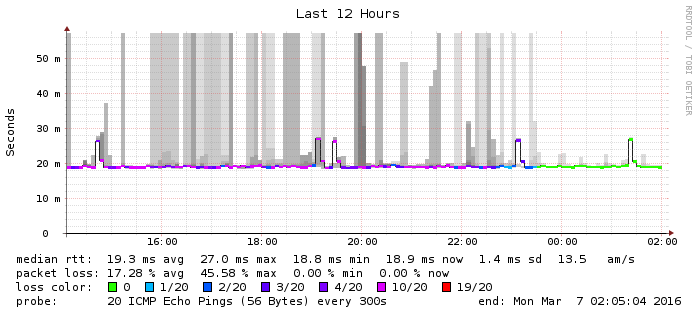 Last 12 Hours
RRDTOOL / TOBI OETIKER
Seconds
50 m
40 m
30 m
20 m
10 m
0
16:00 18:00 20:00 22:00 00:00 02:00
median rtt: 19.3 ms avg 27.0 ms max 18.8 ms min 18.9 ms now 1.4 ms sd 13.5 am/s
packet loss: 17.28 % avg 45.58 % max 0.00 % min 0.00 % now
loss color: 0 1/20 2/20 3/20 4/20 10/20 19/20
probe: 20 ICMP Echo Pings (56 Bytes) every 300s end: Mon Mar 7 02:05:04 2016